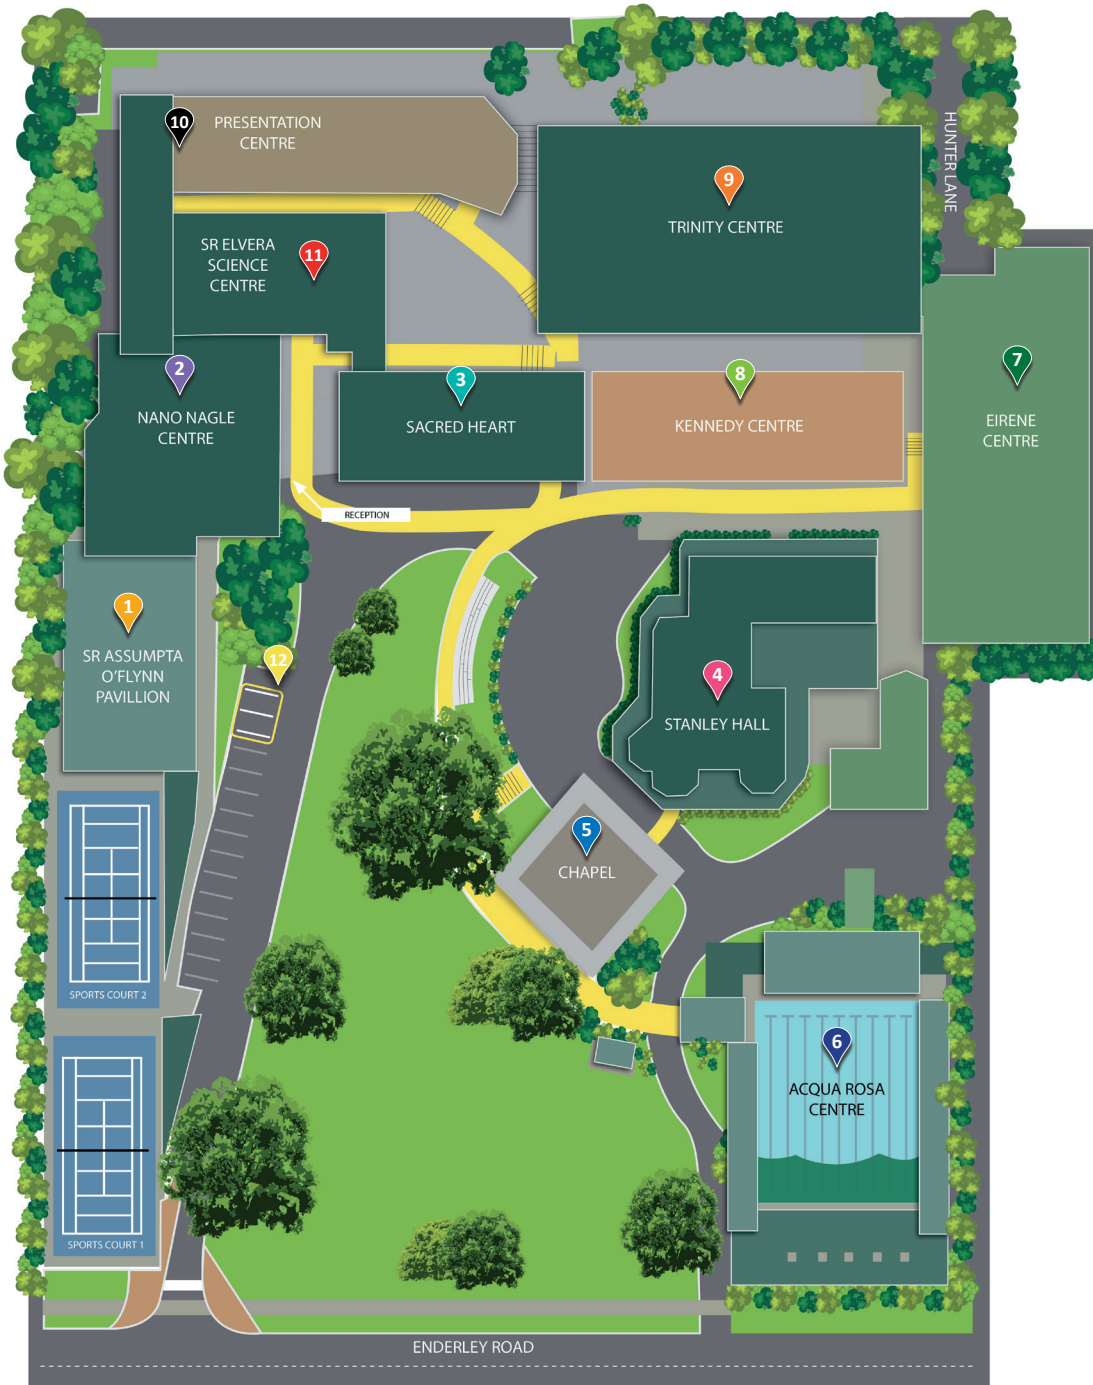 10
PRESENTATION
CENTRE
HUNTER LANE
9
TRINITY CENTRE
SR ELVERA
SCIENCE
CENTRE
11
2
NANO NAGLE
CENTRE
3
SACRED HEART
8
KENNEDY CENTRE
7
EIRENE
CENTRE
RECEPTION
1
SR ASSUMPTA
O'FLYNN
PAVILLION
12
4
STANLEY HALL
5
CHAPEL
SPORTS COURT 2
6
ACQUA ROSA
CENTRE
SPORTS COURT 1
ENDERLEY ROAD